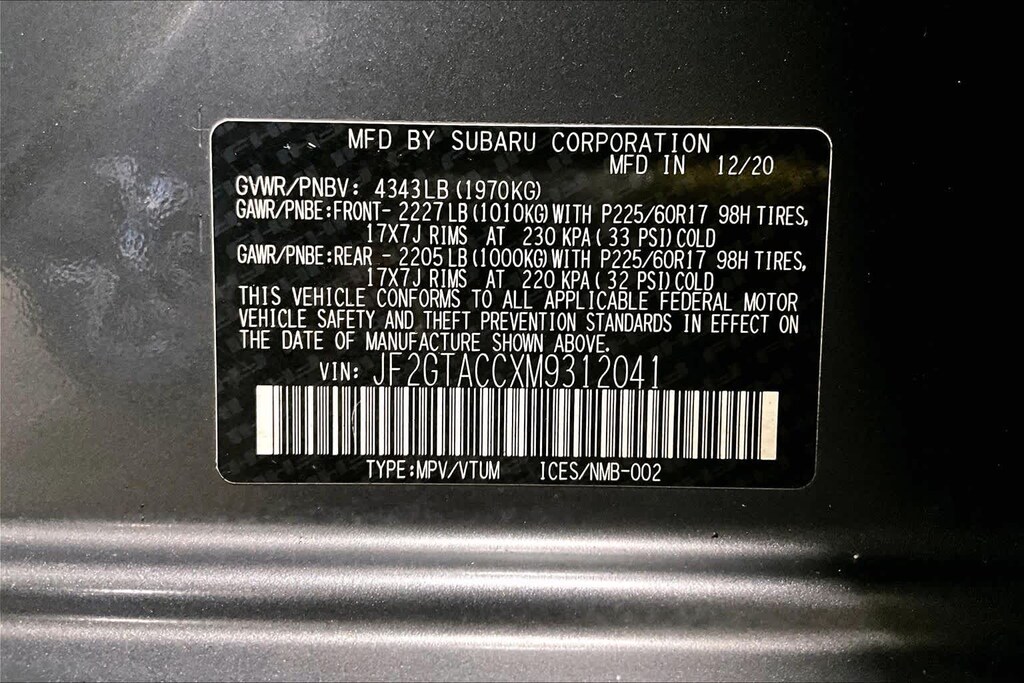 MFD BY SUBARU CORPORATION
MFD IN 12/20
GVWR/PNBV: 4343LB (1970KG)
GAWR/PNBE:FRONT- 2227LB (1010KG) WITH P225/60R17 98H TIRES,
17X7J RIMS AT 230 KPA ( 33 PSI) COLD
GAWR/PNBE:REAR - 2205LB (1000KG) WITH P225/60R17 98H TIRES,
17X7J RIMS AT 220 KPA ( 32 PSI) COLD
THIS VEHICLE CONFORMS TO ALL APPLICABLE FEDERAL MOTOR
VEHICLE SAFETY AND THEFT PREVENTION STANDARDS IN EFFECT ON
THE DATE OF MANUFACTURE SHOWN ABOVE.
VIN: JF2GTACCXM9312041
TYPE:MPV/VTUM ICES/NMB-002